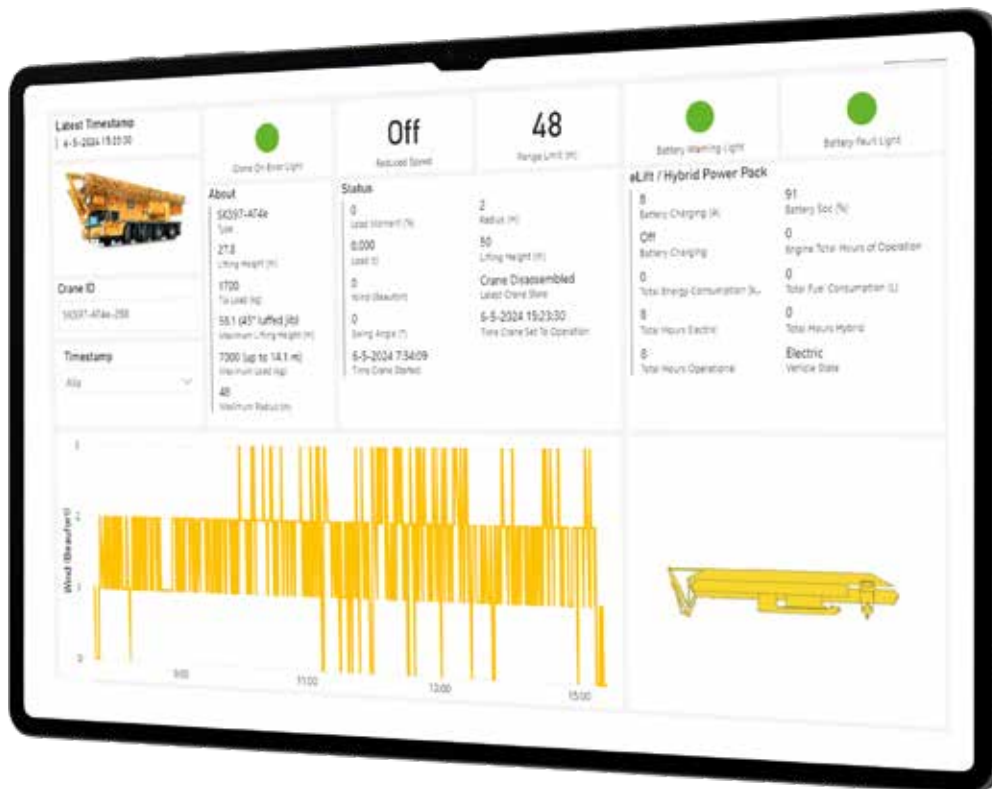 Latest Timestamp
6-5-2024 15:23:30
Crane ID
Timestamp
Alle
Crane On Error Light
Off
Reduced Speed
48
Range Limit (m)
Battery Warning Light
Battery Fault Light
About
SK597-AT4e
Type
Lifting Height (m)
1700
Tip Load (kg)
(45° luffed jib)
Maximum Lifting Height (m)
7000 (up to 14.1 m)
Maximum Load (kg)
48
Maximum Radius (m)
Status
0
Load Moment (%)
0.000
Load (t)
0
Wind (Beaufort)
0
Swing Angle (°)
6-5-2024 7:34:09
Time Crane Started
2
Radius (m)
Lifting Height (m)
Crane Disassembled
Latest Crane State
6-5-2024 15:23:30
Time Crane Set To Operation
eLift / Hybrid Power Pack
8
Battery Charging (A)
Off
Battery Charging
0
Total Energy Consumption
8
Total Hours Electric
8
Total Hours Operational
91
Battery Soc (%)
0
Engine Total Hours of Operation
0
Total Fuel Consumption (L)
0
Total Hours Hybrid
Electric
Vehicle State
Wind (Beaufort)
3
2
1
0
9:00
11:00
13:00
15:00